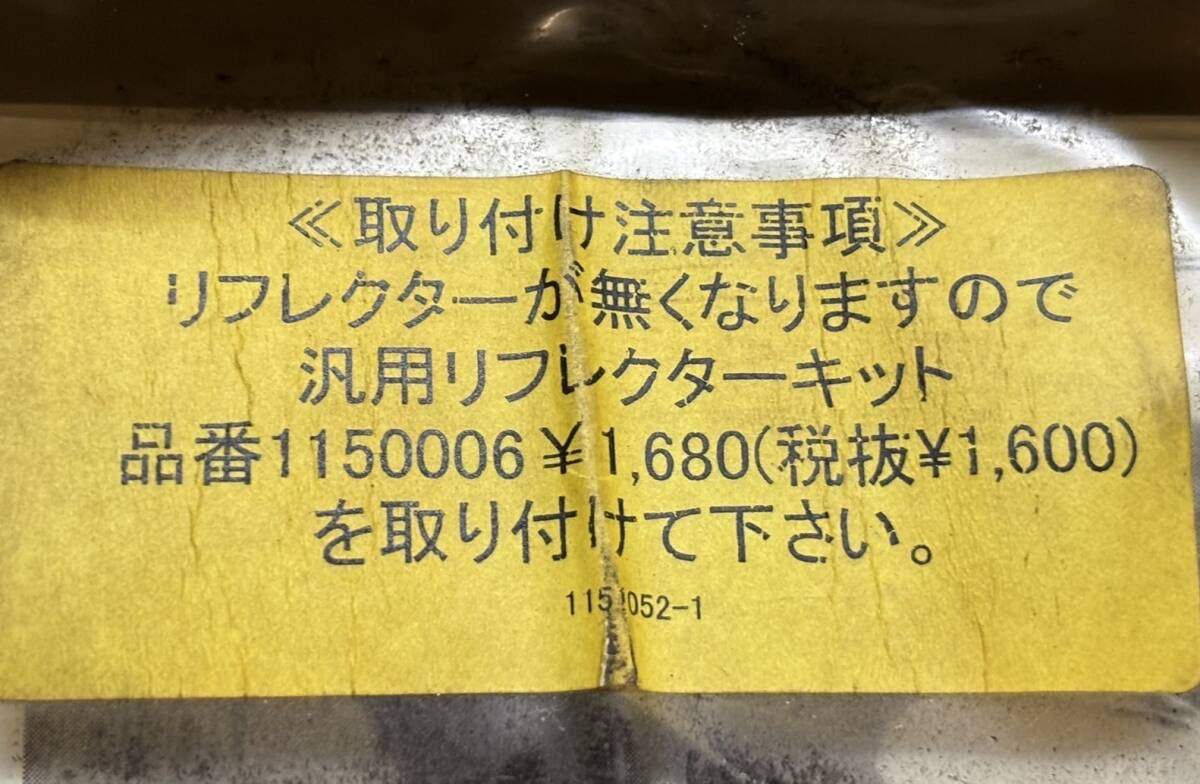 ≪取り付け注意事項≫
リフレクターが無くなりますので
汎用リフレクターキット
品番1150006￥1,680(税抜¥1,600)
を取り付けて下さい。